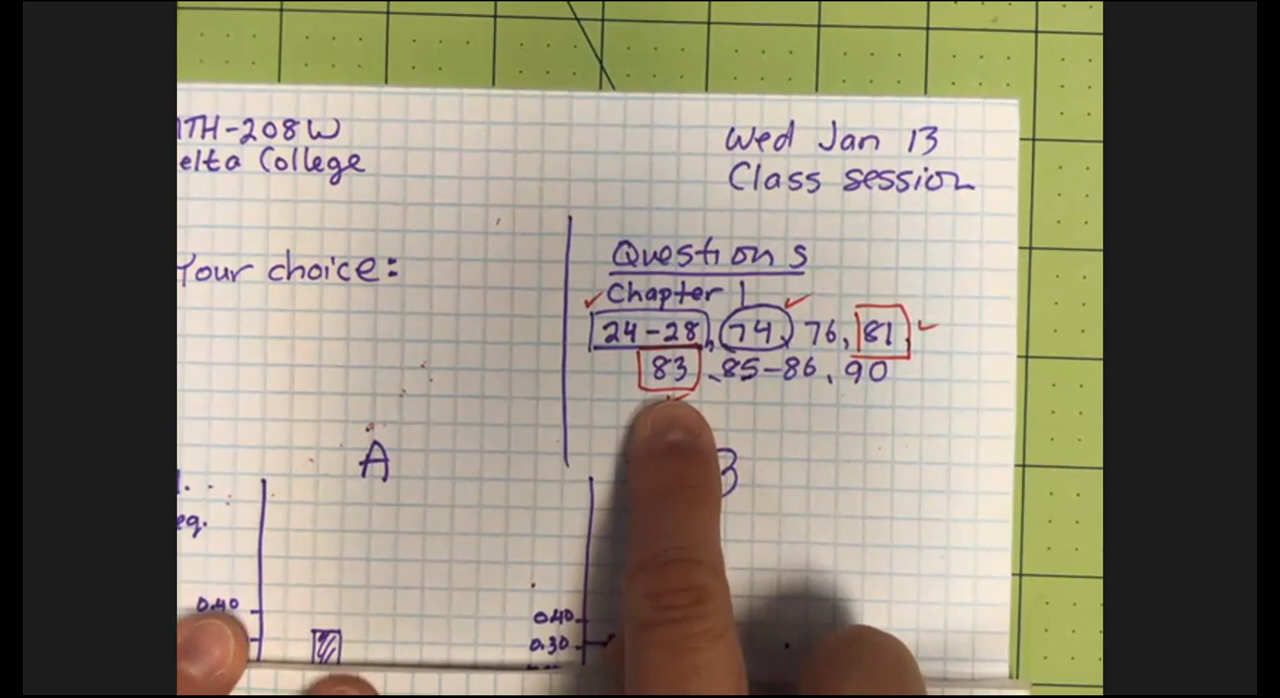 TH-208W
elta College
Wed Jan 13
Class session
Your choice:
Questions
Chapter 1
24-28, 74, 76, 81,
83, 85-86, 90
A
B
eq.
0.40
0.40
0.30